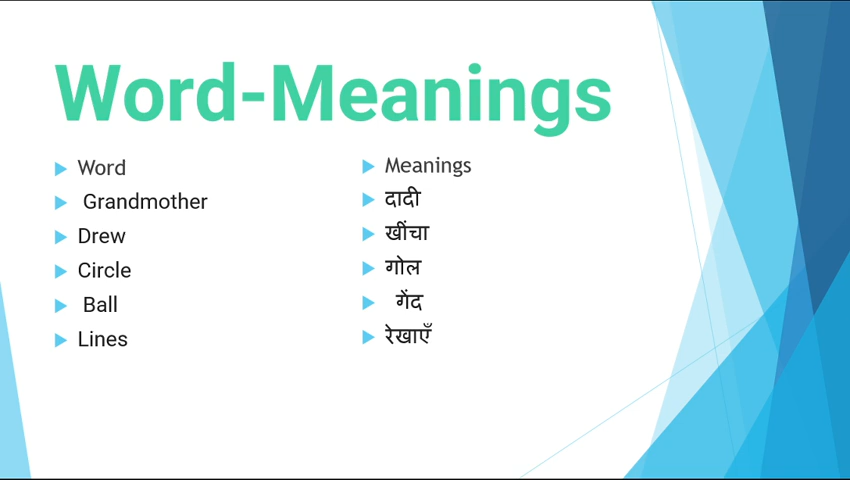 Word-Meanings
Word
Grandmother
Drew
Circle
Ball
Lines
Meanings
दादी
खींचा
गोल
गेंद
रेखाएँ